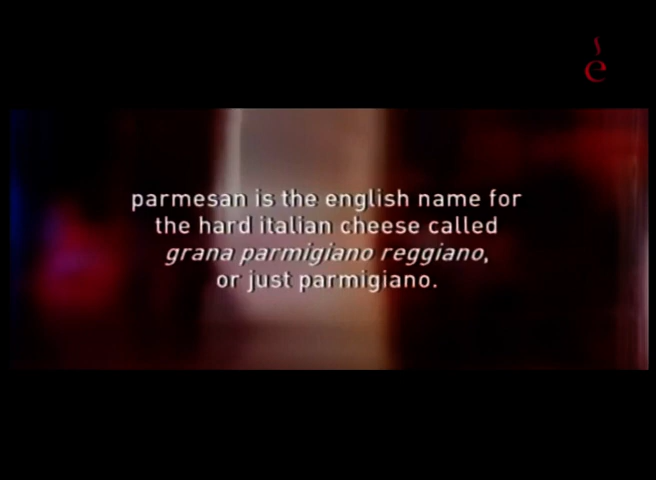 e
parmesan is the english name for
the hard italian cheese called
grana parmigiano reggiano,
or just parmigiano.